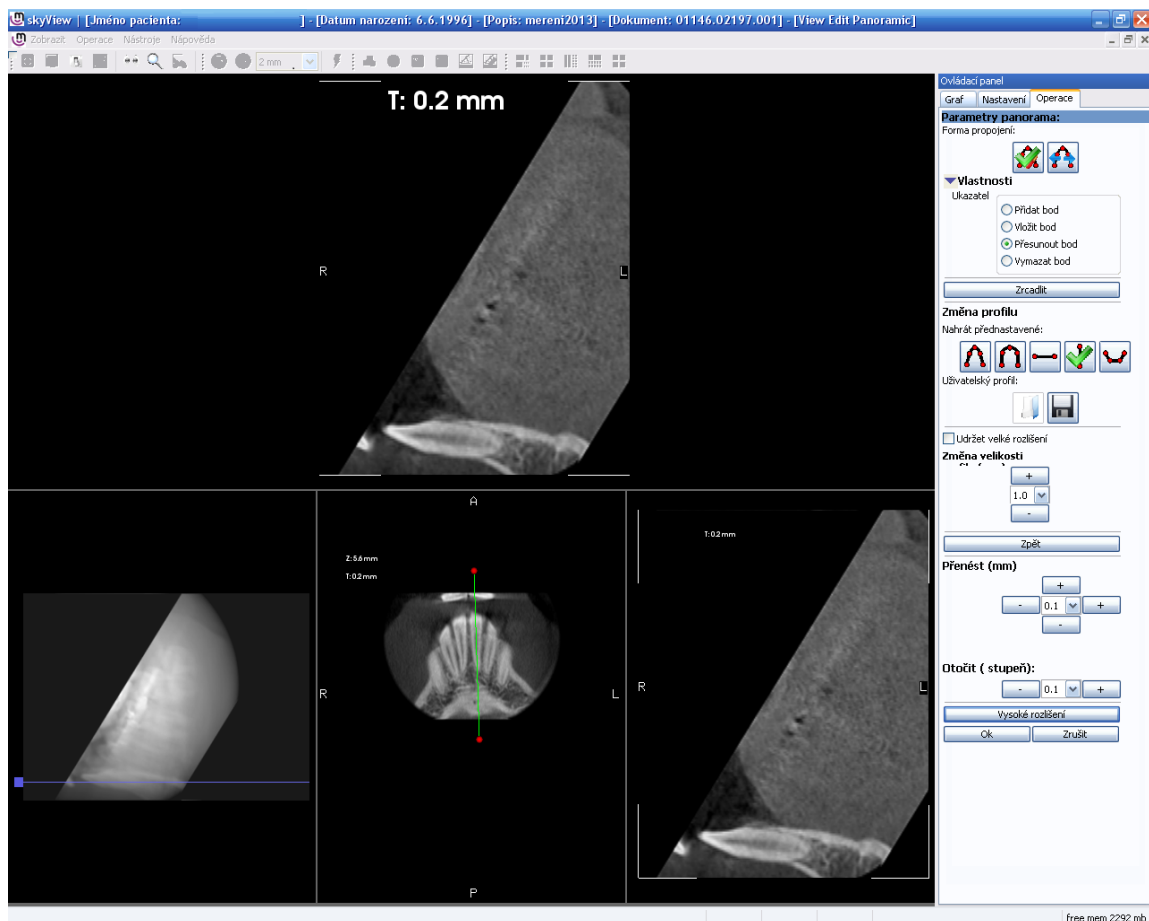 skyView | [Jméno pacienta: ] - [Datum narození: 6.6.1996] - [Popis: mereni2013] - [Dokument: 01146.02197.001] - [View Edit Panoramic]
Zobrazit Operace Nástroje Nápověda
2 mm
T: 0.2 mm
R
L
Z: 5.6 mm
T: 0.2 mm
A
R
L
P
T: 0.2 mm
R
L
Ovládací panel
Graf Nastavení Operace
Parametry panorama:
Forma propojení:
Vlastnosti
Ukazatel
Přidat bod
Vložit bod
Přesunout bod
Vymazat bod
Zrcadlit
Změna profilu
Nahrát přednastavené:
Uživatelský profil:
Udržet velké rozlišení
Změna velikosti
+
1.0
-
Zpět
Přenést (mm)
+
- 0.1 +
-
Otočit ( stupeň):
- 0.1 +
Vysoké rozlišení
Ok Zrušit
free mem 2292 mb